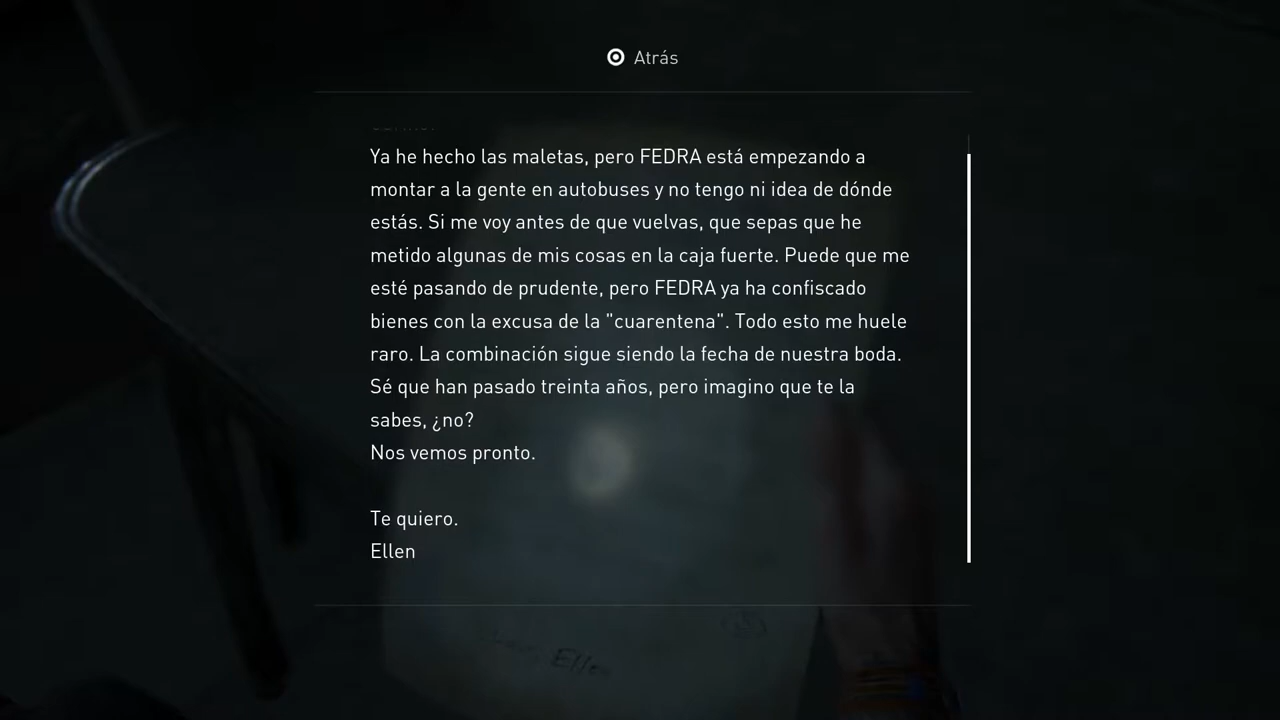 Atrás
Ya he hecho las maletas, pero FEDRA está empezando a
montar a la gente en autobuses y no tengo ni idea de dónde
estás. Si me voy antes de que vuelvas, que sepas que he
metido algunas de mis cosas en la caja fuerte. Puede que me
esté pasando de prudente, pero FEDRA ya ha confiscado
bienes con la excusa de la "cuarentena". Todo esto me huele
raro. La combinación sigue siendo la fecha de nuestra boda.
Sé que han pasado treinta años, pero imagino que te la
sabes, ¿no?
Nos vemos pronto.
Te quiero.
Ellen
Ellen